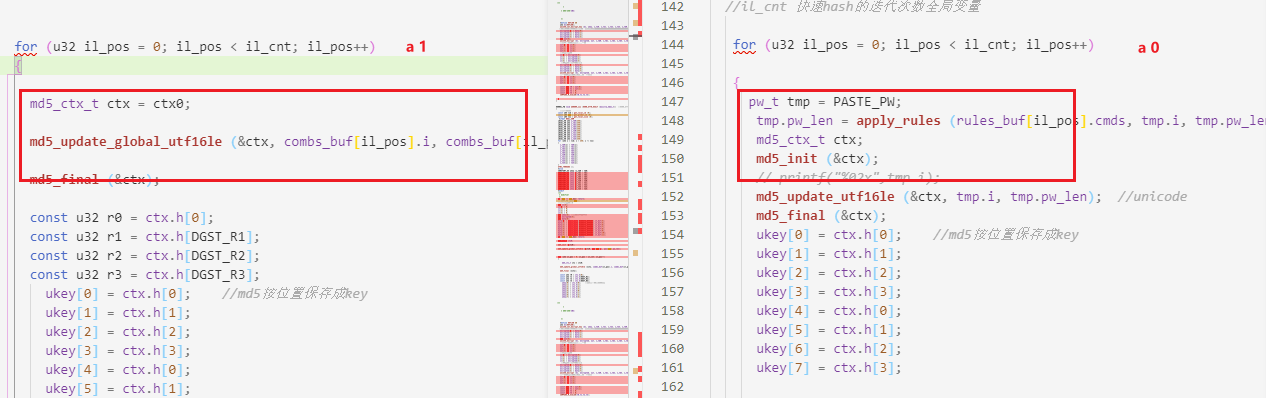 for (u32 il_pos = 0; il_pos < il_cnt; il_pos++) a 1
{
md5_ctx_t ctx = ctx0;
md5_update_global_utf16le (&ctx, combs_buf[il_pos].i, combs_buf[il_p
md5_final (&ctx);
const u32 r0 = ctx.h[0];
const u32 r1 = ctx.h[DGST_R1];
const u32 r2 = ctx.h[DGST_R2];
const u32 r3 = ctx.h[DGST_R3];
ukey[0] = ctx.h[0]; //md5按位置保存成key
ukey[1] = ctx.h[1];
ukey[2] = ctx.h[2];
ukey[3] = ctx.h[3];
ukey[4] = ctx.h[0];
ukey[5] = ctx.h[1];
142 //il_cnt 快速hash的迭代次数全局变量
143
144 for (u32 il_pos = 0; il_pos < il_cnt; il_pos++) a 0
145
146 {
147 pw_t tmp = PASTE_PW;
148 tmp.pw_len = apply_rules (rules_buf[il_pos].cmds, tmp.i, tmp.pw_len
149 md5_ctx_t ctx;
150 md5_init (&ctx);
151 // printf("%02x",tmp.i);
152 md5_update_utf16le (&ctx, tmp.i, tmp.pw_len); //unicode
153 md5_final (&ctx);
154 ukey[0] = ctx.h[0]; //md5按位置保存成key
155 ukey[1] = ctx.h[1];
156 ukey[2] = ctx.h[2];
157 ukey[3] = ctx.h[3];
158 ukey[4] = ctx.h[0];
159 ukey[5] = ctx.h[1];
160 ukey[6] = ctx.h[2];
161 ukey[7] = ctx.h[3];
162